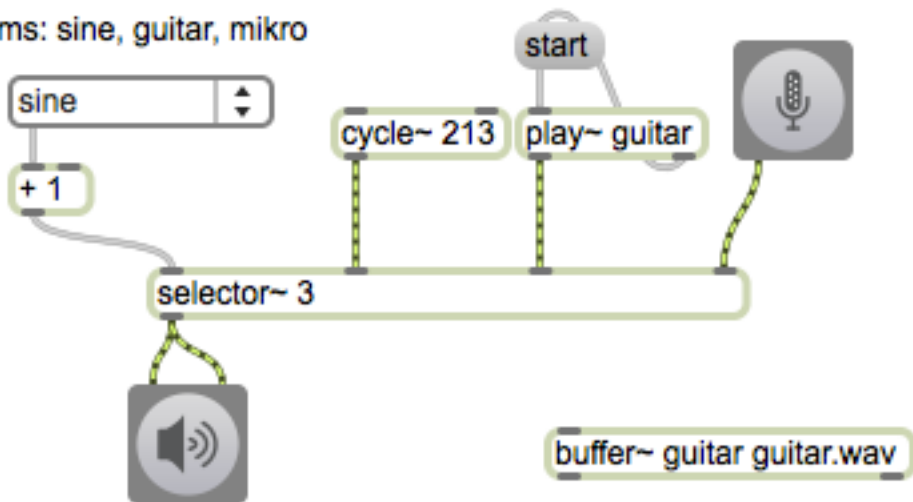 ms: sine, guitar, mikro
start
sine
cycle~ 213
play~ guitar
+ 1
selector~ 3
buffer~ guitar guitar.wav